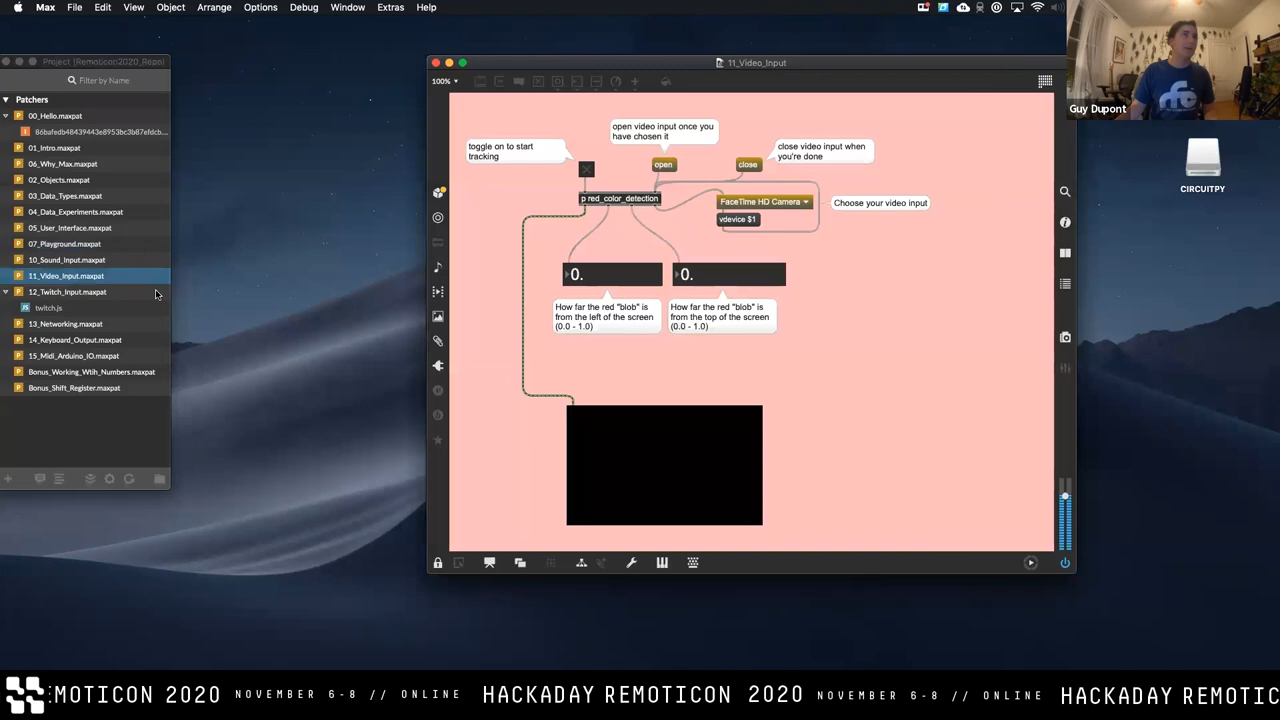 Max File Edit View Object Arrange Options Debug Window Extras Help
Guy Dupont
CIRCUITPY
Project (Remoticon2020_Repo)
Filter by Name
Patchers
00_Hello.maxpat
86bafedb48439443e8953bc3b87efdcb...
01_Intro.maxpat
06_Why_Max.maxpat
02_Objects.maxpat
03_Data_Types.maxpat
04_Data_Experiments.maxpat
05_User_Interface.maxpat
07_Playground.maxpat
10_Sound_Input.maxpat
11_Video_Input.maxpat
12_Twitch_Input.maxpat
twitch.js
13_Networking.maxpat
14_Keyboard_Output.maxpat
15_Midi_Arduino_IO.maxpat
Bonus_Working_Wtih_Numbers.maxpat
Bonus_Shift_Register.maxpat
11_Video_Input
100%
toggle on to start
tracking
open video input once you
have chosen it
close video input when
you're done
open
close
p red_color_detection
FaceTime HD Camera
vdevice $1
Choose your video input
0.
0.
How far the red "blob" is
from the left of the screen
(0.0 - 1.0)
How far the red "blob" is
from the top of the screen
(0.0 - 1.0)
MOTICON 2020 NOVEMBER 6-8 // ONLINE HACKADAY REMOTICON 2020 NOVEMBER 6-8 // ONLINE HACKADAY REMOTIC